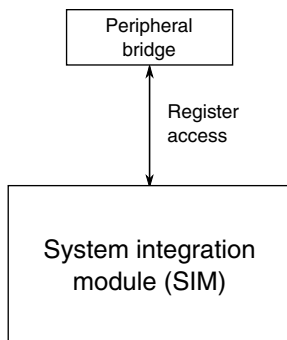 Peripheral
bridge
Register
access
System integration
module (SIM)